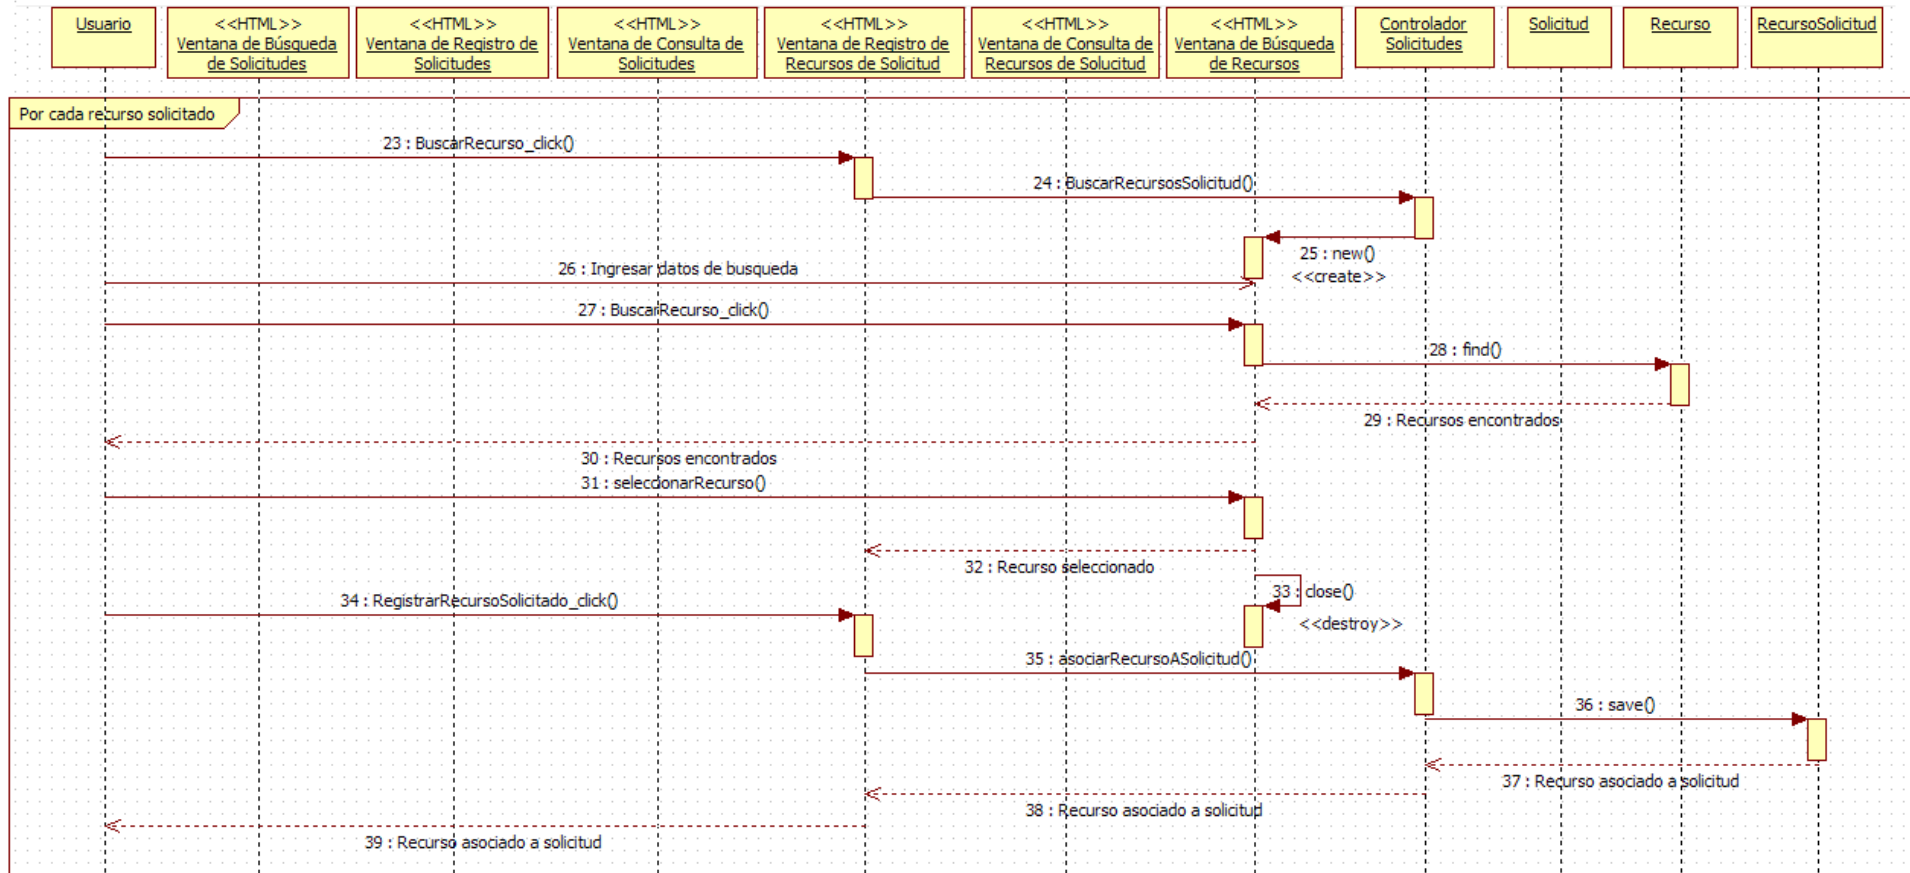 Usuario
<<HTML>>
Ventana de Búsqueda
de Solicitudes
<<HTML>>
Ventana de Registro de
Solicitudes
<<HTML>>
Ventana de Consulta de
Solicitudes
<<HTML>>
Ventana de Registro de
Recursos de Solicitud
<<HTML>>
Ventana de Consulta de
Recursos de Solucitud
<<HTML>>
Ventana de Búsqueda
de Recursos
Controlador
Solicitudes
Solicitud
Recurso
RecursoSolicitud
Por cada recurso solicitado
23 : BuscarRecurso_click()
24 : BuscarRecursosSolicitud()
25 : new()
<<create>>
26 : Ingresar datos de busqueda
27 : BuscarRecurso_click()
28 : find()
29 : Recursos encontrados
30 : Recursos encontrados
31 : seleccionarRecurso()
32 : Recurso seleccionado
33 : close()
<<destroy>>
34 : RegistrarRecursoSolicitado_click()
35 : asociarRecursoASolicitud()
36 : save()
37 : Recurso asociado a solicitud
38 : Recurso asociado a solicitud
39 : Recurso asociado a solicitud